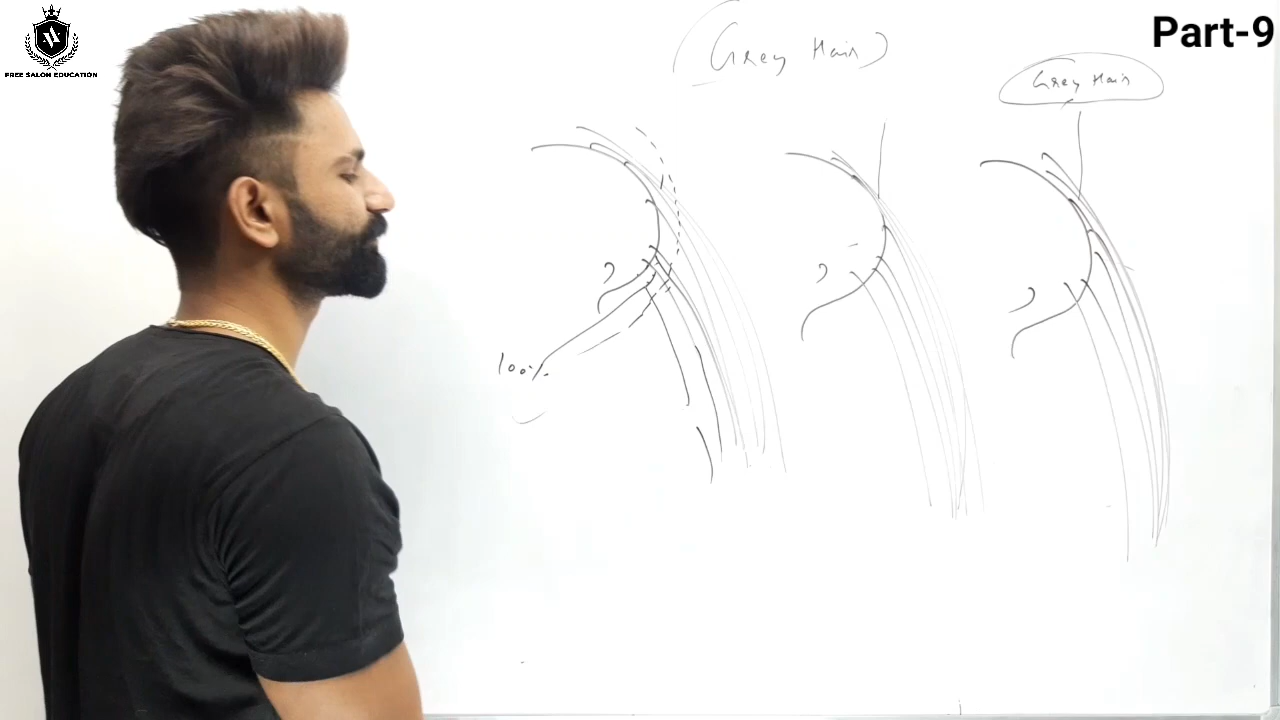 FREE SALON EDUCATION
Part-9
(Grey Hair)
Grey Hair
100%